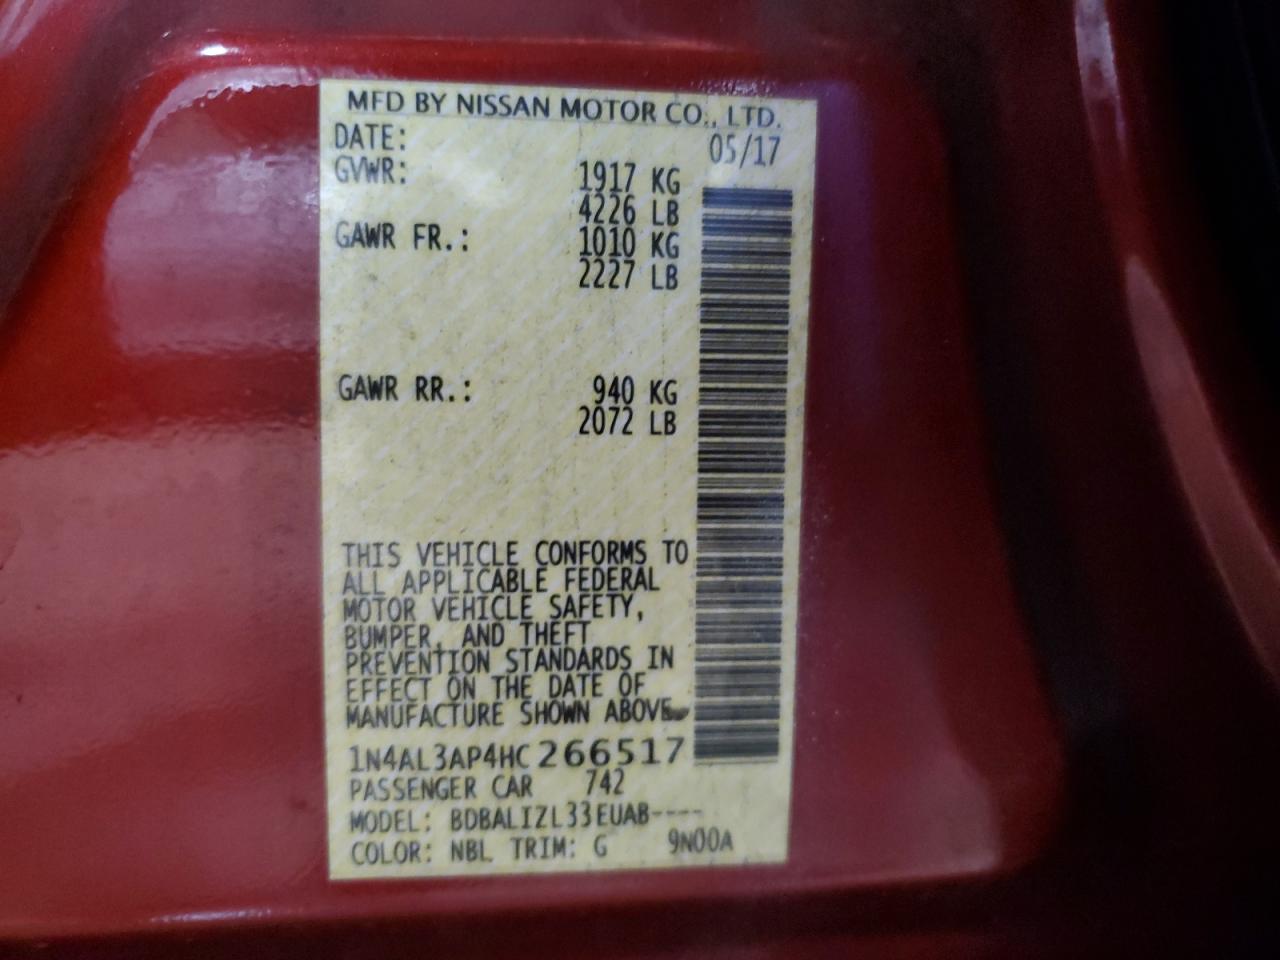 MFD BY NISSAN MOTOR CO., LTD.
DATE: 05/17
GVWR: 1917 KG
4226 LB
GAWR FR.: 1010 KG
2227 LB
GAWR RR.: 940 KG
2072 LB
THIS VEHICLE CONFORMS TO
ALL APPLICABLE FEDERAL
MOTOR VEHICLE SAFETY,
BUMPER, AND THEFT
PREVENTION STANDARDS IN
EFFECT ON THE DATE OF
MANUFACTURE SHOWN ABOVE.
1N4AL3AP4HC266517
PASSENGER CAR 742
MODEL: BDBALIZL33EUAB----
COLOR: NBL TRIM: G 9N00A